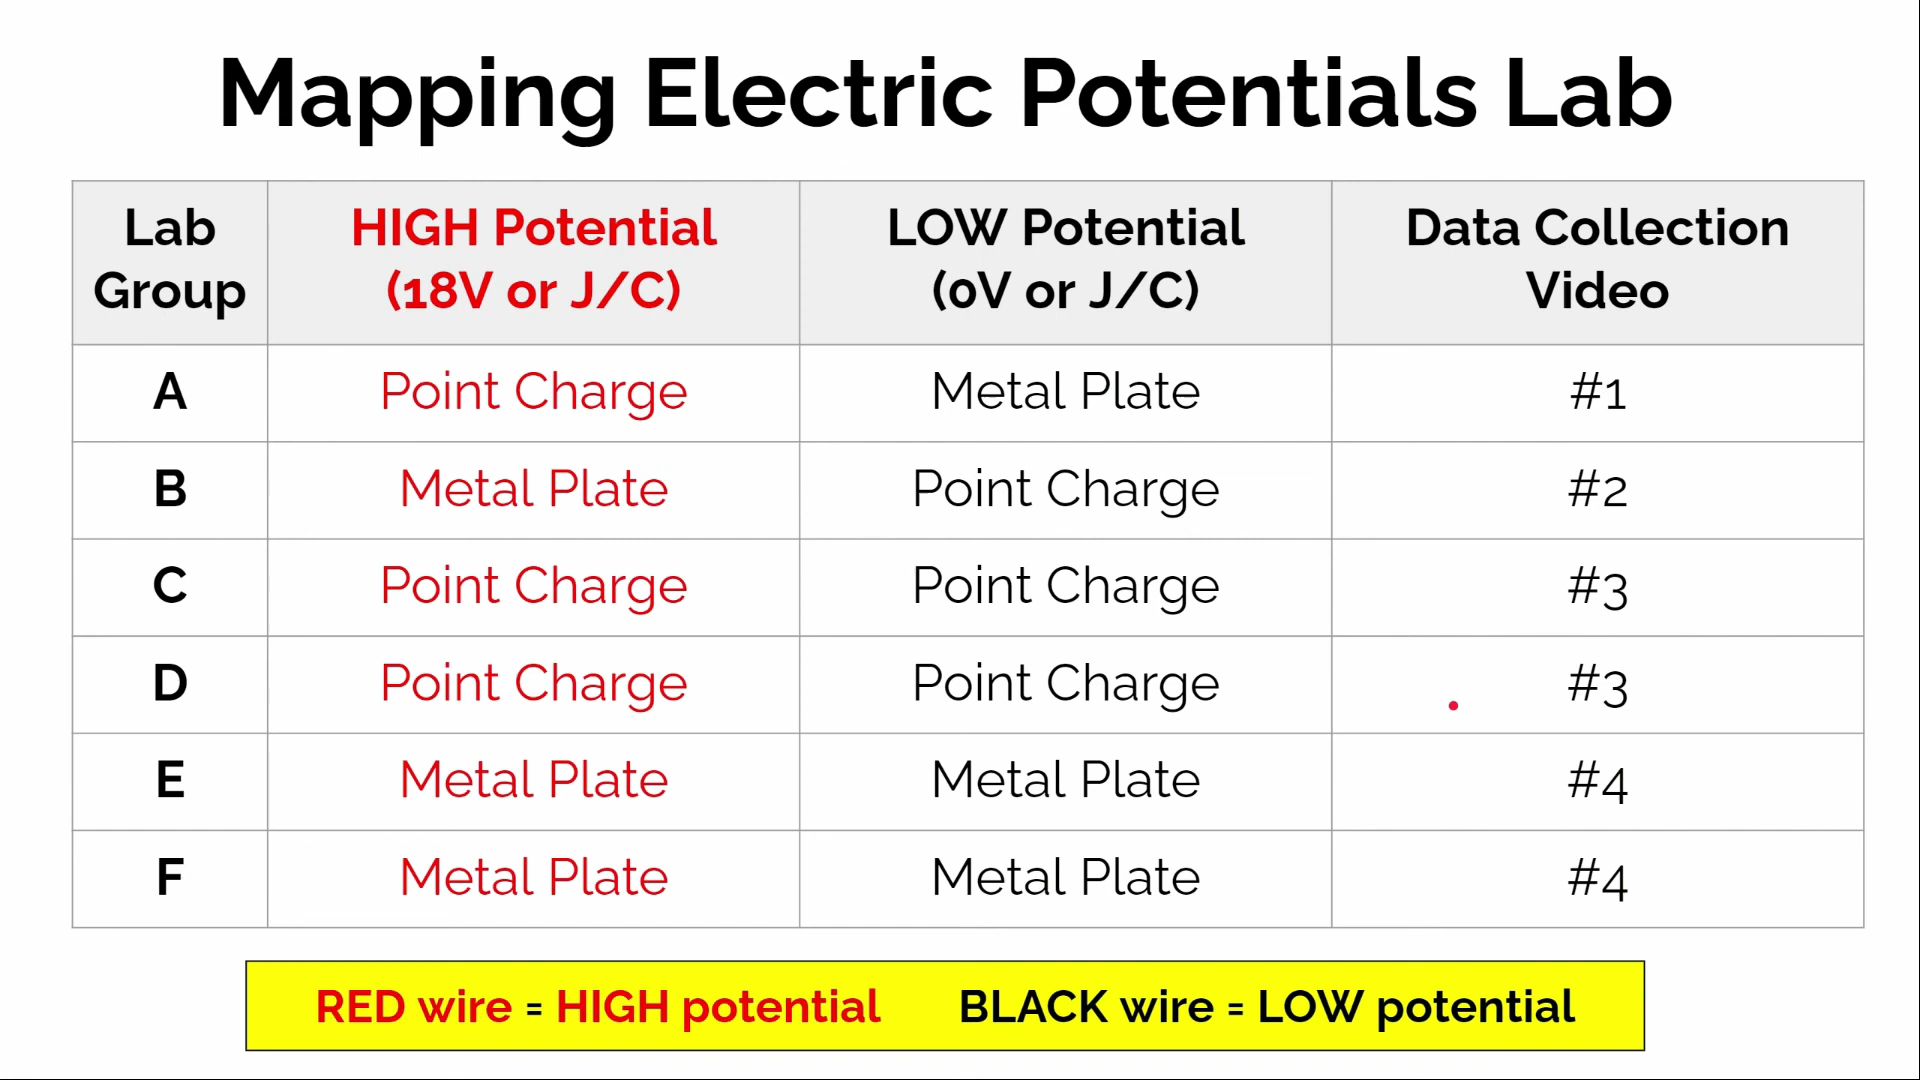 Mapping Electric Potentials Lab
Lab Group HIGH Potential (18V or J/C) LOW Potential (0V or J/C) Data Collection Video
A Point Charge Metal Plate #1
B Metal Plate Point Charge #2
C Point Charge Point Charge #3
D Point Charge Point Charge #3
E Metal Plate Metal Plate #4
F Metal Plate Metal Plate #4
RED wire = HIGH potential BLACK wire = LOW potential